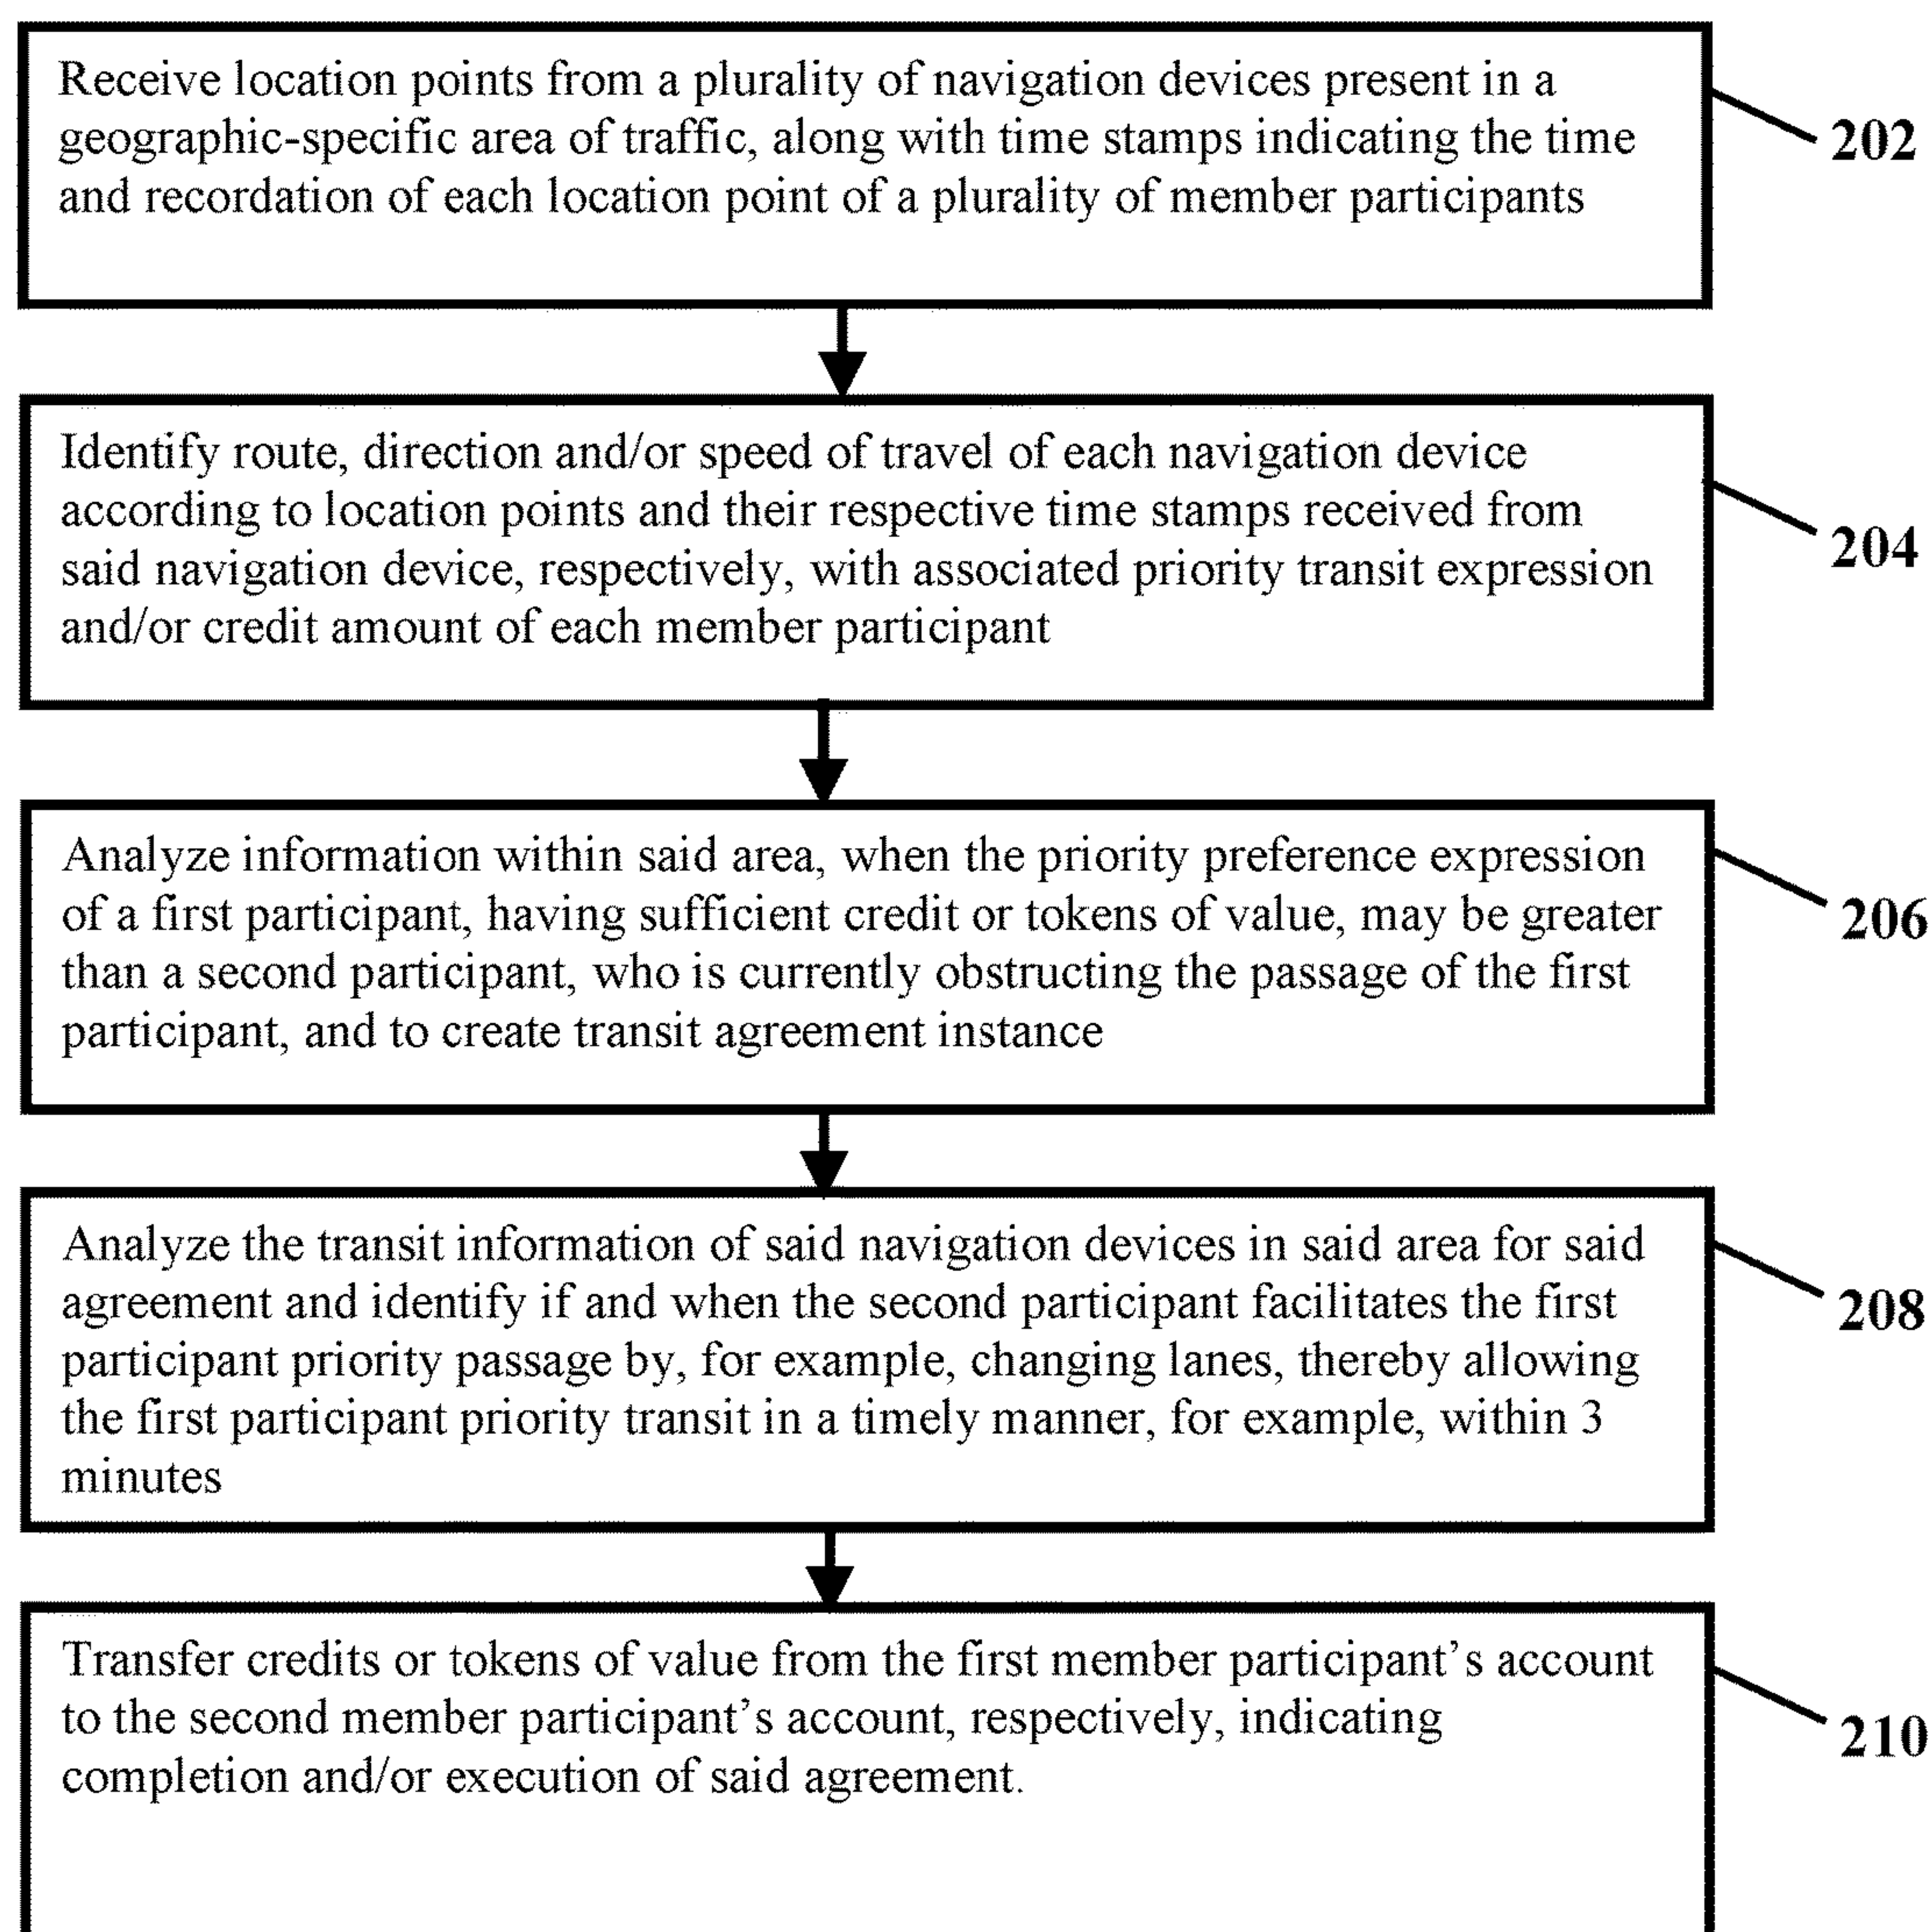 Receive location points from a plurality of navigation devices present in a
geographic-specific area of traffic, along with time stamps indicating the time
and recordation of each location point of a plurality of member participants
202
Identify route, direction and/or speed of travel of each navigation device
according to location points and their respective time stamps received from
said navigation device, respectively, with associated priority transit expression
and/or credit amount of each member participant
204
Analyze information within said area, when the priority preference expression
of a first participant, having sufficient credit or tokens of value, may be greater
than a second participant, who is currently obstructing the passage of the first
participant, and to create transit agreement instance
206
Analyze the transit information of said navigation devices in said area for said
agreement and identify if and when the second participant facilitates the first
participant priority passage by, for example, changing lanes, thereby allowing
the first participant priority transit in a timely manner, for example, within 3
minutes
208
Transfer credits or tokens of value from the first member participant’s account
to the second member participant’s account, respectively, indicating
completion and/or execution of said agreement.
210